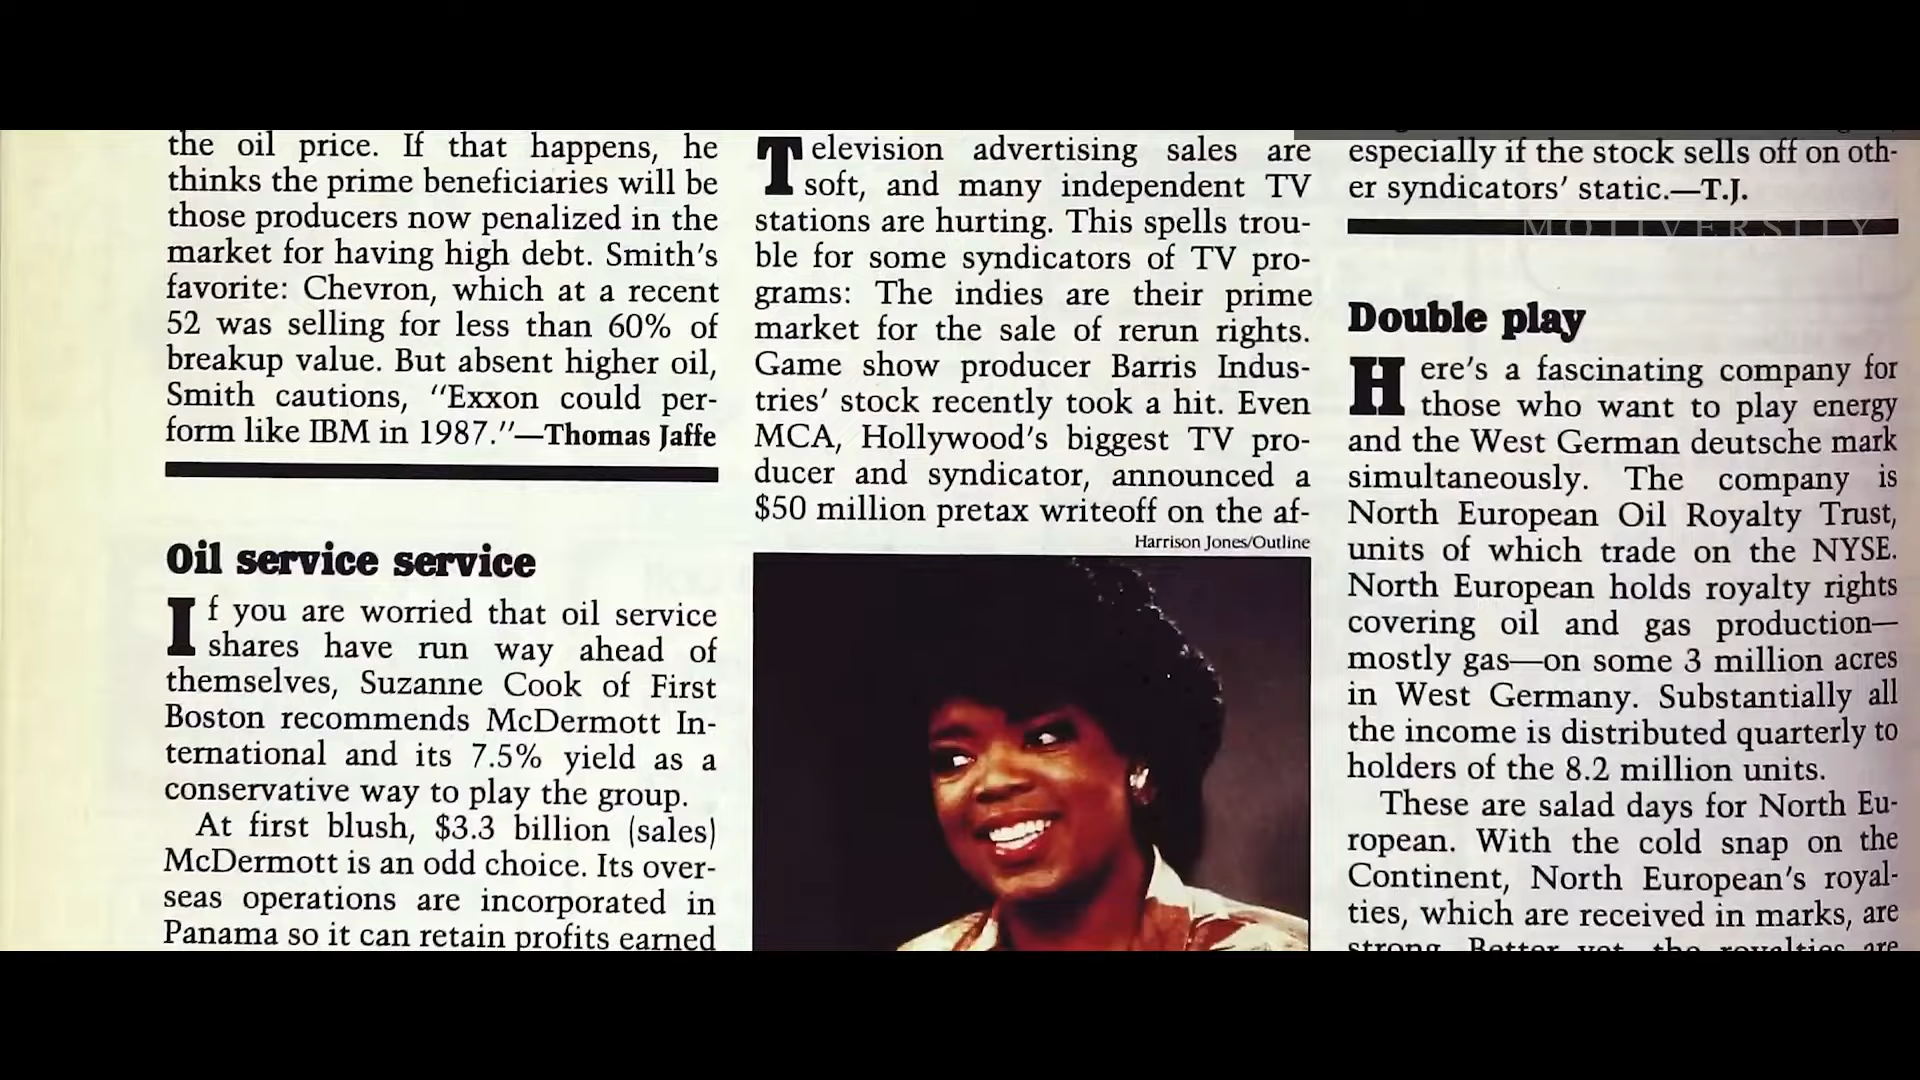 the oil price. If that happens, he
thinks the prime beneficiaries will be
those producers now penalized in the
market for having high debt. Smith's
favorite: Chevron, which at a recent
52 was selling for less than 60% of
breakup value. But absent higher oil,
Smith cautions, "Exxon could per-
form like IBM in 1987."—Thomas Jaffe
Oil service service
If you are worried that oil service
shares have run way ahead of
themselves, Suzanne Cook of First
Boston recommends McDermott In-
ternational and its 7.5% yield as a
conservative way to play the group.
At first blush, $3.3 billion (sales)
McDermott is an odd choice. Its over-
seas operations are incorporated in
Panama so it can retain profits earned
Television advertising sales are
soft, and many independent TV
stations are hurting. This spells trou-
ble for some syndicators of TV pro-
grams: The indies are their prime
market for the sale of rerun rights.
Game show producer Barris Indus-
tries' stock recently took a hit. Even
MCA, Hollywood's biggest TV pro-
ducer and syndicator, announced a
$50 million pretax writeoff on the af-
Harrison Jones/Outline
especially if the stock sells off on oth-
er syndicators' static.—T.J.
MOTIVERSITY
Double play
Here's a fascinating company for
those who want to play energy
and the West German deutsche mark
simultaneously. The company is
North European Oil Royalty Trust,
units of which trade on the NYSE.
North European holds royalty rights
covering oil and gas production—
mostly gas—on some 3 million acres
in West Germany. Substantially all
the income is distributed quarterly to
holders of the 8.2 million units.
These are salad days for North Eu-
ropean. With the cold snap on the
Continent, North European's royal-
ties, which are received in marks, are
strong. Better yet, the royalties are